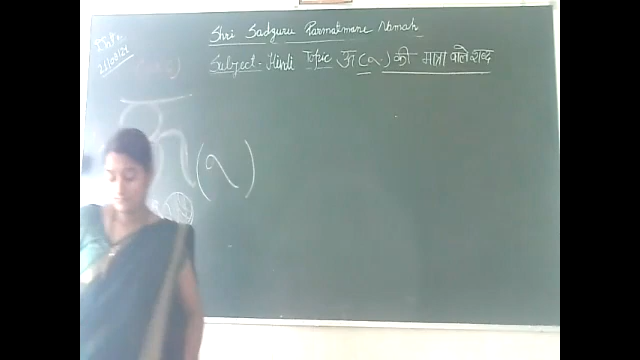 Shri Sadguru Parmatmane Namah
Subject - Hindi Topic ऊ ( ू ) की मात्रा वाले शब्द
ऊ ( ू )